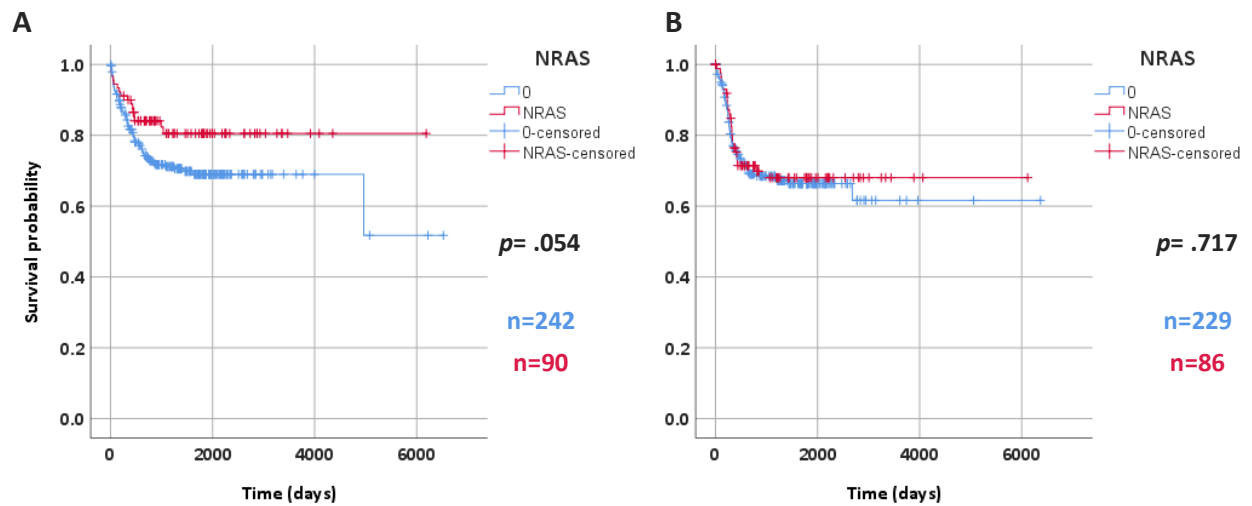 A
NRAS
0
NRAS
0-censored
NRAS-censored
1.0
0.8
0.6
0.4
0.2
0.0
Survival probability
0 2000 4000 6000
Time (days)
p= .054
n=242
n=90
B
NRAS
0
NRAS
0-censored
NRAS-censored
1.0
0.8
0.6
0.4
0.2
0.0
0 2000 4000 6000
Time (days)
p= .717
n=229
n=86